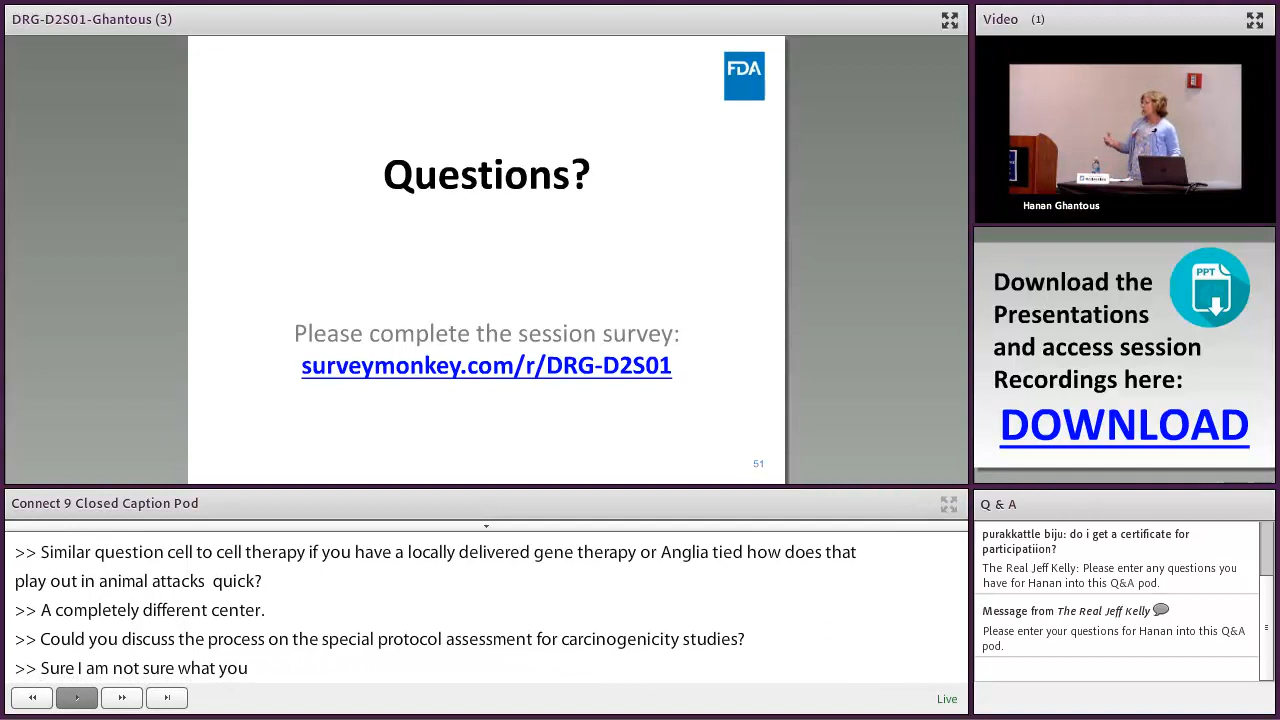 DRG-D2S01-Ghantous (3)
FDA
Questions?
Please complete the session survey:
surveymonkey.com/r/DRG-D2S01
51
Video (1)
Hanan Ghantous
PPT
Download the
Presentations
and access session
Recordings here:
DOWNLOAD
Connect 9 Closed Caption Pod
>> Similar question cell to cell therapy if you have a locally delivered gene therapy or Anglia tied how does that
play out in animal attacks quick?
>> A completely different center.
>> Could you discuss the process on the special protocol assessment for carcinogenicity studies?
>> Sure I am not sure what you
Live
Q & A
purakkattle biju: do i get a certificate for
participatiion?
The Real Jeff Kelly: Please enter any questions you
have for Hanan into this Q&A pod.
Message from The Real Jeff Kelly
Please enter your questions for Hanan into this Q&A
pod.